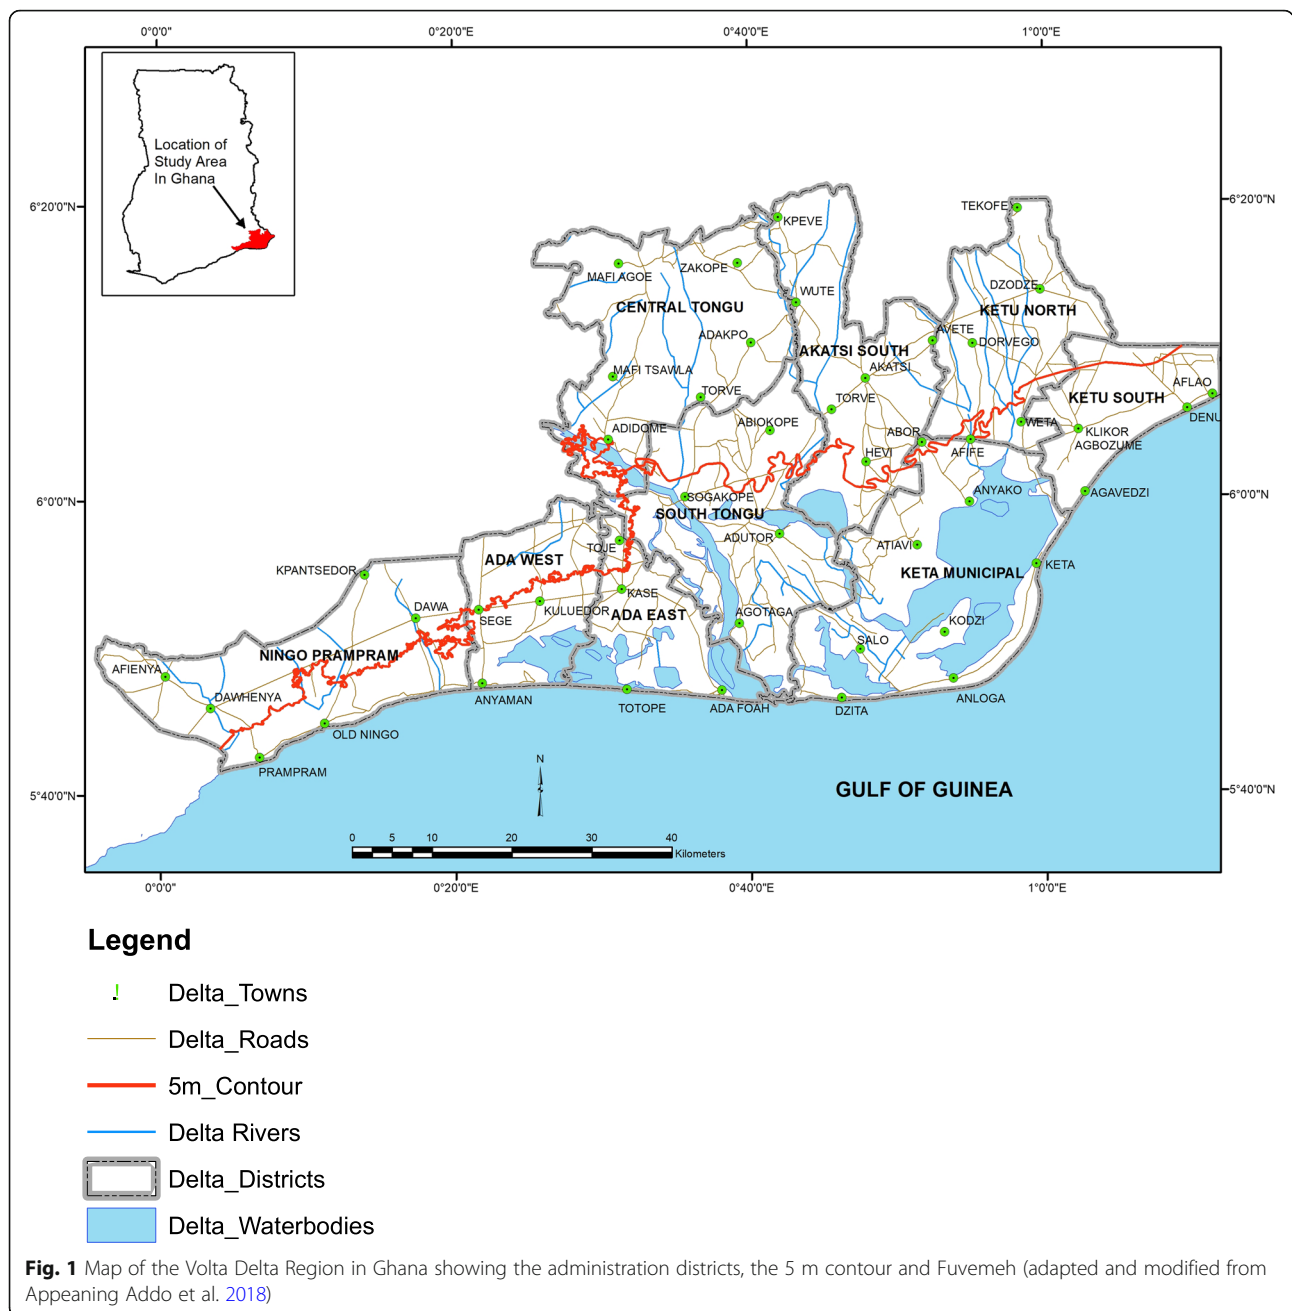 0°0'0"
0°20'0"E
0°40'0"E
1°0'0"E
Location of
Study Area
In Ghana
6°20'0"N
6°20'0"N
TEKOFE
KPEVE
MAFI AGOE
ZAKOPE
WUTE
DZODZE
CENTRAL TONGU
KETU NORTH
AVETE
ADAKPO
DORVEGO
AKATSI SOUTH
AKATSI
MAFI TSAWLA
AFLAO
TORVE
TORVE
KETU SOUTH
DENU
ADIDOME
ABIOKOPE
ABOR
WETA
KLIKOR
AGBOZUME
HEVI
AFIFE
6°0'0"N
SOGAKOPE
ANYAKO
AGAVEDZI
6°0'0"N
SOUTH TONGU
ADUTOR
TOJE
ATIAVI
ADA WEST
KPANTSEDOR
KETA MUNICIPAL
KETA
KASE
DAWA
KULUEDOR
ADA EAST
AGOTAGA
SEGE
KODZI
SALO
NINGO PRAMPRAM
AFIENYA
DAWHENYA
ANYAMAN
TOTOPE
ADA FOAH
DZITA
ANLOGA
OLD NINGO
PRAMPRAM
N
GULF OF GUINEA
5°40'0"N
5°40'0"N
0 5 10 20 30 40
Kilometers
0°0'0"
0°20'0"E
0°40'0"E
1°0'0"E
Legend
Delta_Towns
Delta_Roads
5m_Contour
Delta Rivers
Delta_Districts
Delta_Waterbodies
Fig. 1 Map of the Volta Delta Region in Ghana showing the administration districts, the 5 m contour and Fuvemeh (adapted and modified from
Appeaning Addo et al. 2018)